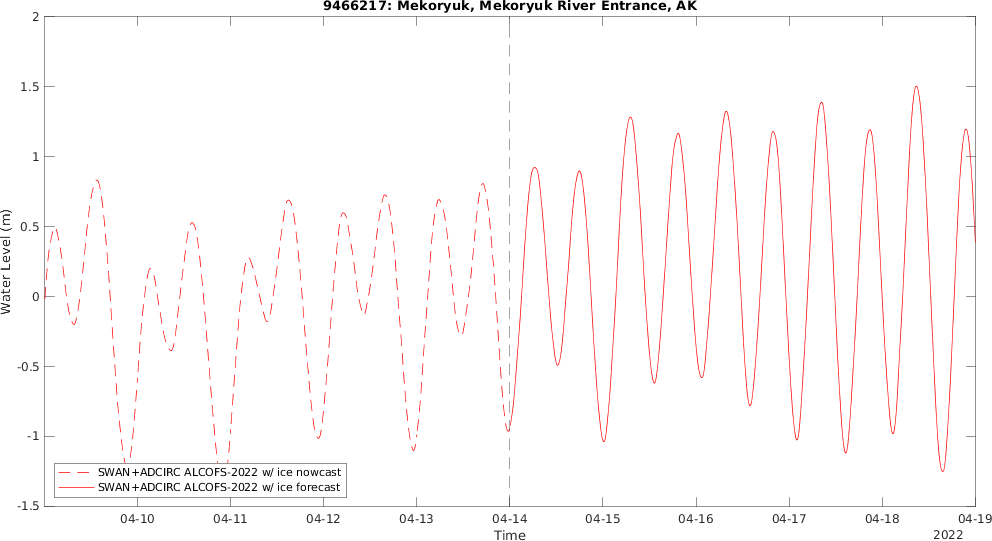 9466217: Mekoryuk, Mekoryuk River Entrance, AK
2
1.5
1
0.5
0
-0.5
-1
-1.5
Water Level (m)
SWAN+ADCIRC ALCOFS-2022 w/ ice nowcast
SWAN+ADCIRC ALCOFS-2022 w/ ice forecast
04-10 04-11 04-12 04-13 04-14 04-15 04-16 04-17 04-18 04-19
Time
2022